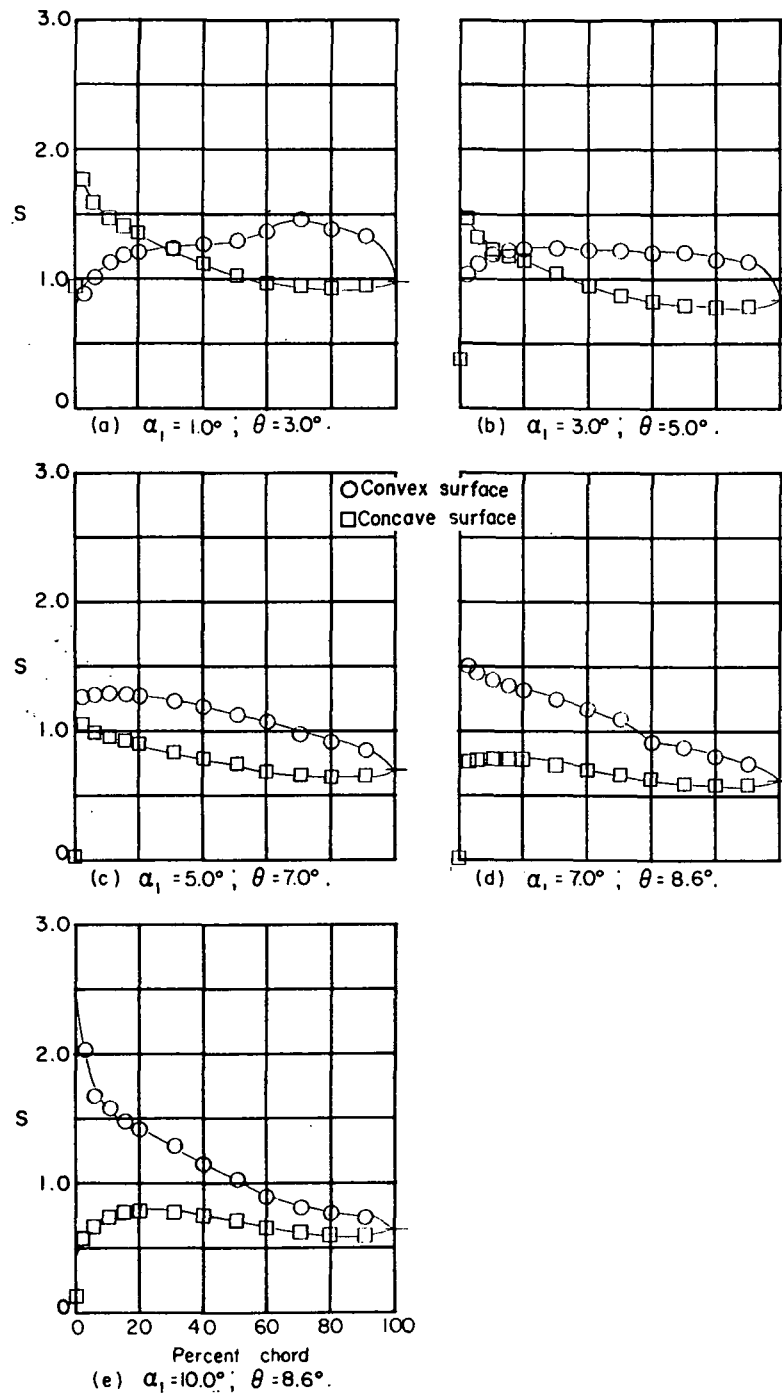 3.0
2.0
S
1.0
0
(a) α₁ = 1.0° ; θ = 3.0°.
(b) α₁ = 3.0° ; θ = 5.0°.
3.0
○ Convex surface
□ Concave surface
2.0
S
1.0
0
(c) α₁ = 5.0° ; θ = 7.0°.
(d) α₁ = 7.0° ; θ = 8.6°.
3.0
2.0
S
1.0
0
0 20 40 60 80 100
Percent chord
(e) α₁ = 10.0° ; θ = 8.6°.